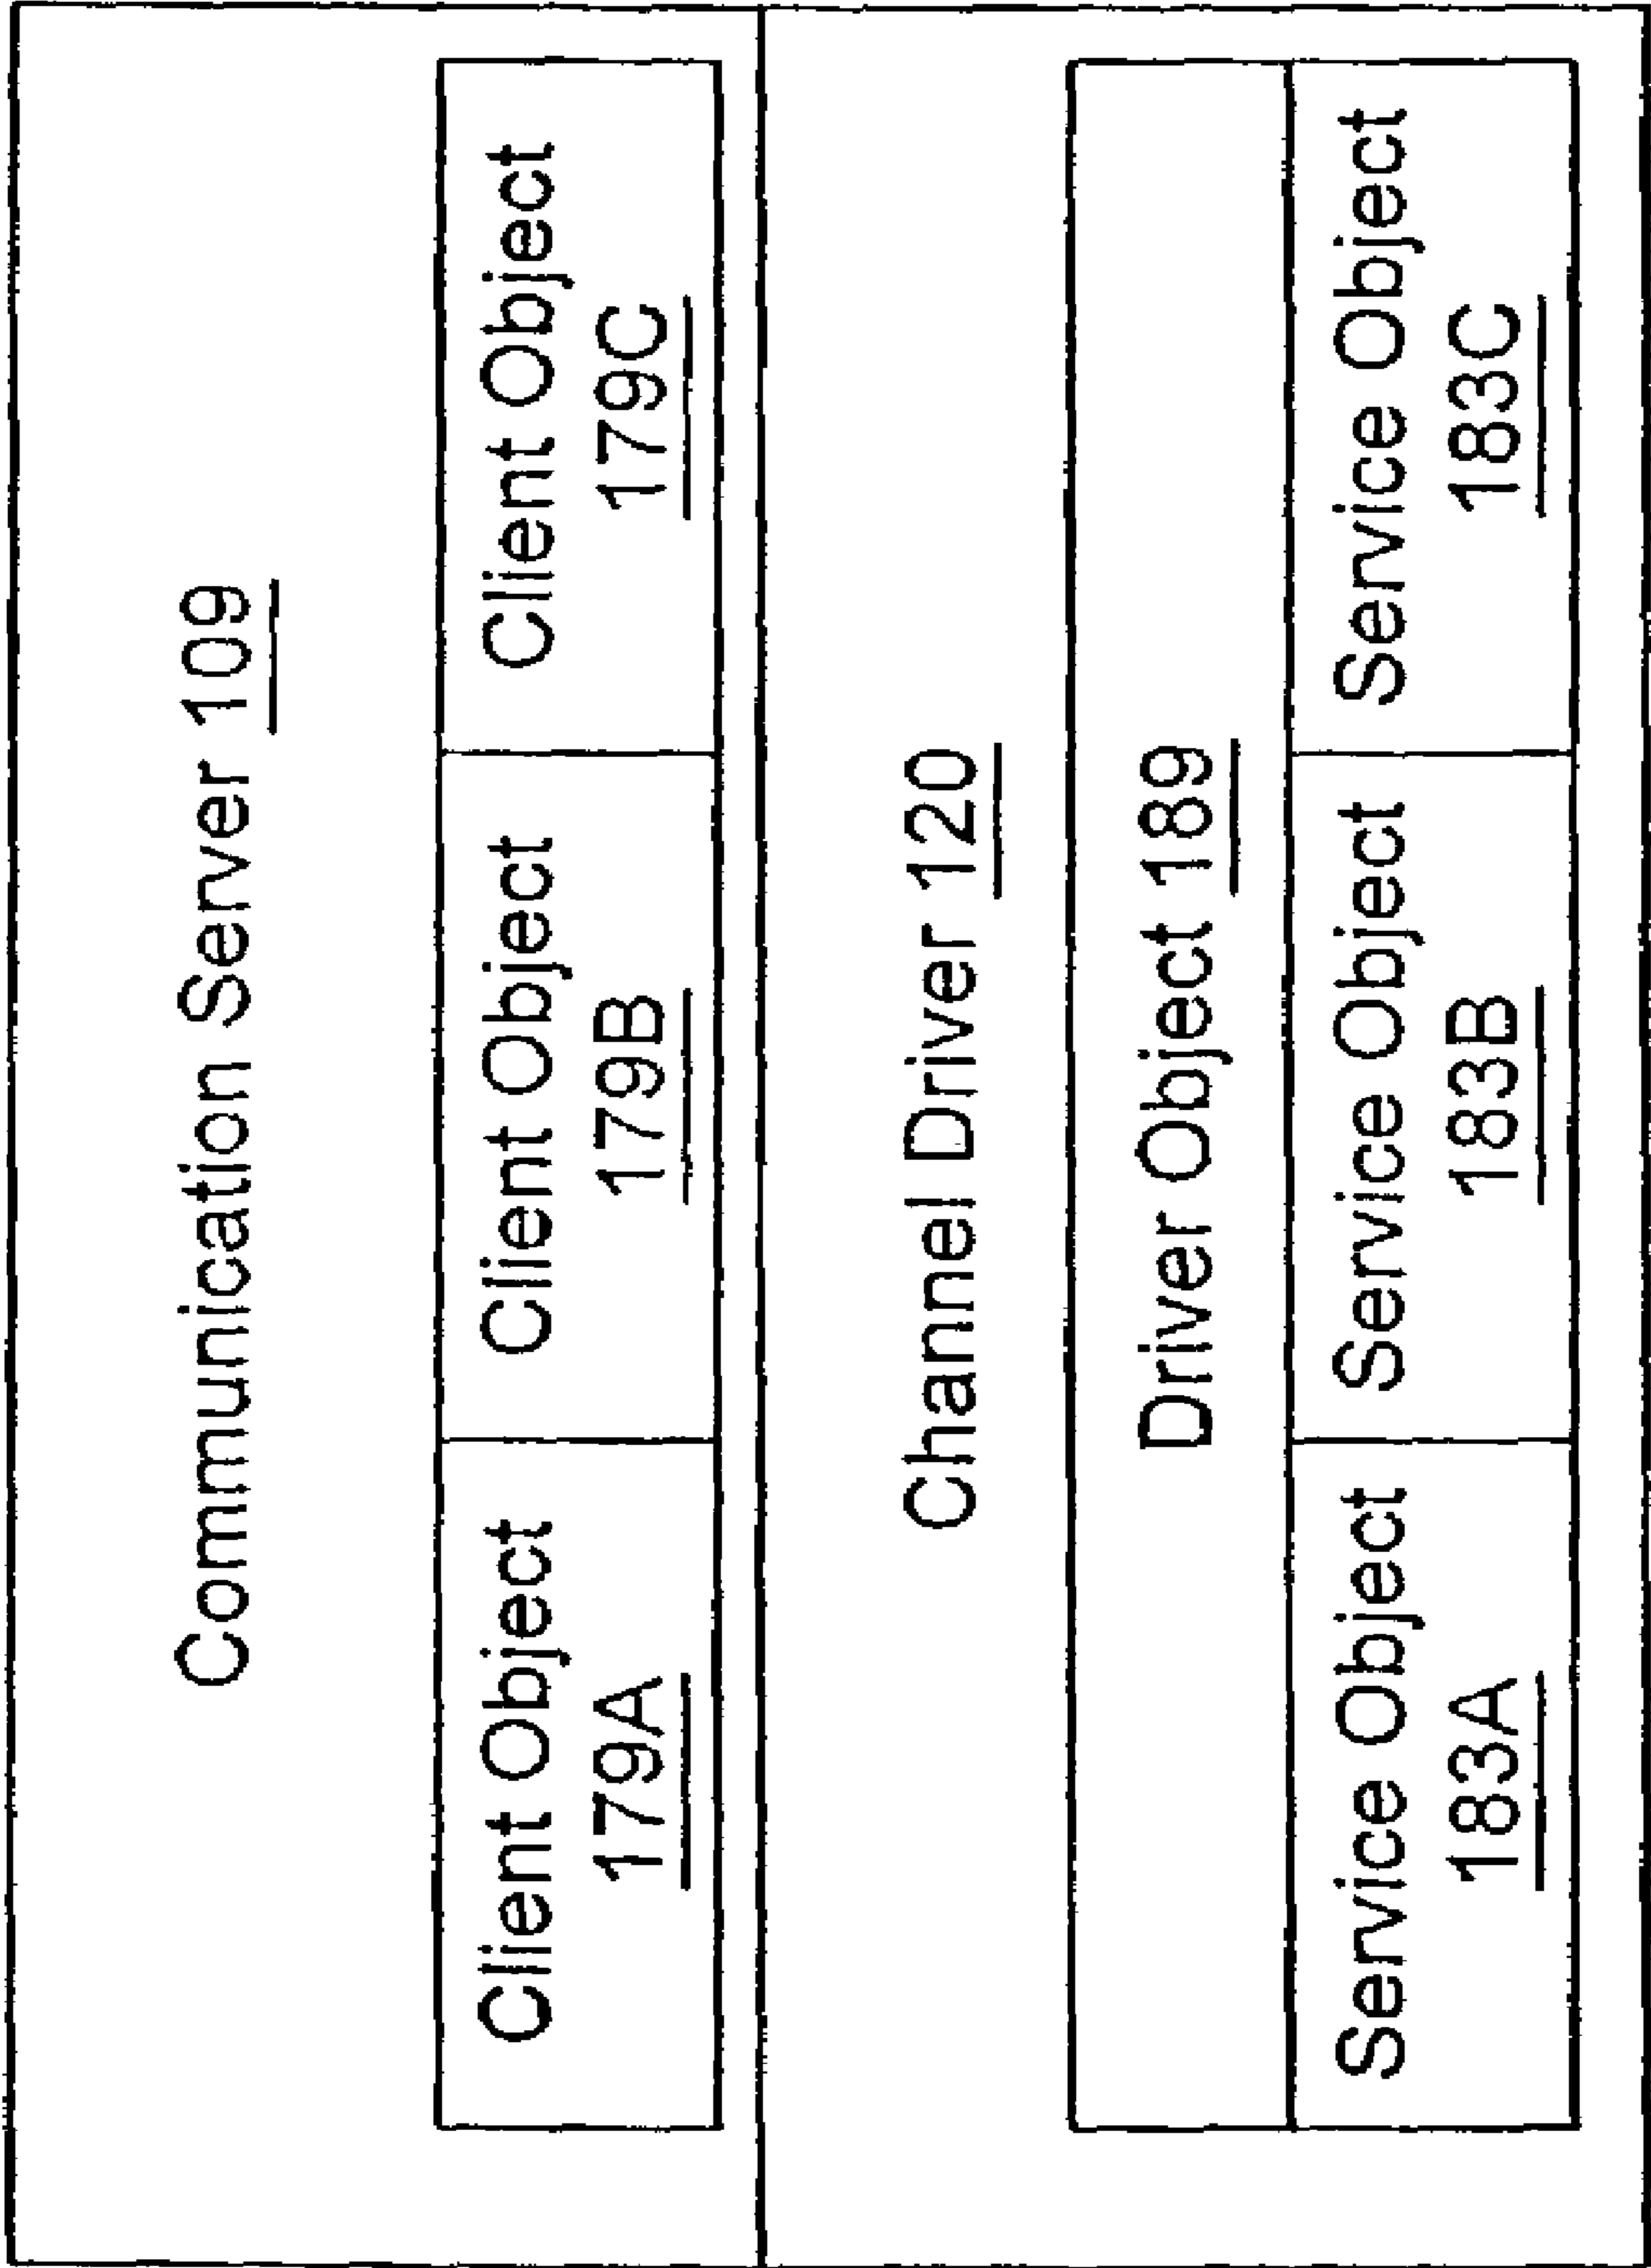 Communication Server 109
Client Object
179A
Client Object
179B
Client Object
179C
Channel Driver 120
Driver Object 189
Service Object
183A
Service Object
183B
Service Object
183C